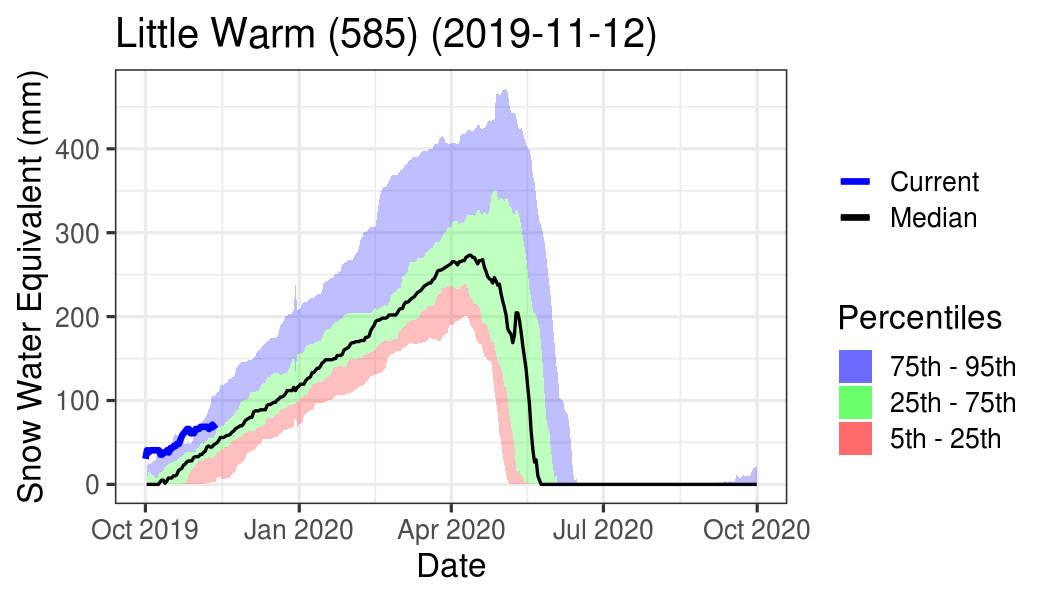 Little Warm (585) (2019-11-12)
Snow Water Equivalent (mm)
400
300
200
100
0
Oct 2019
Jan 2020
Apr 2020
Jul 2020
Oct 2020
Date
Current
Median
Percentiles
75th - 95th
25th - 75th
5th - 25th